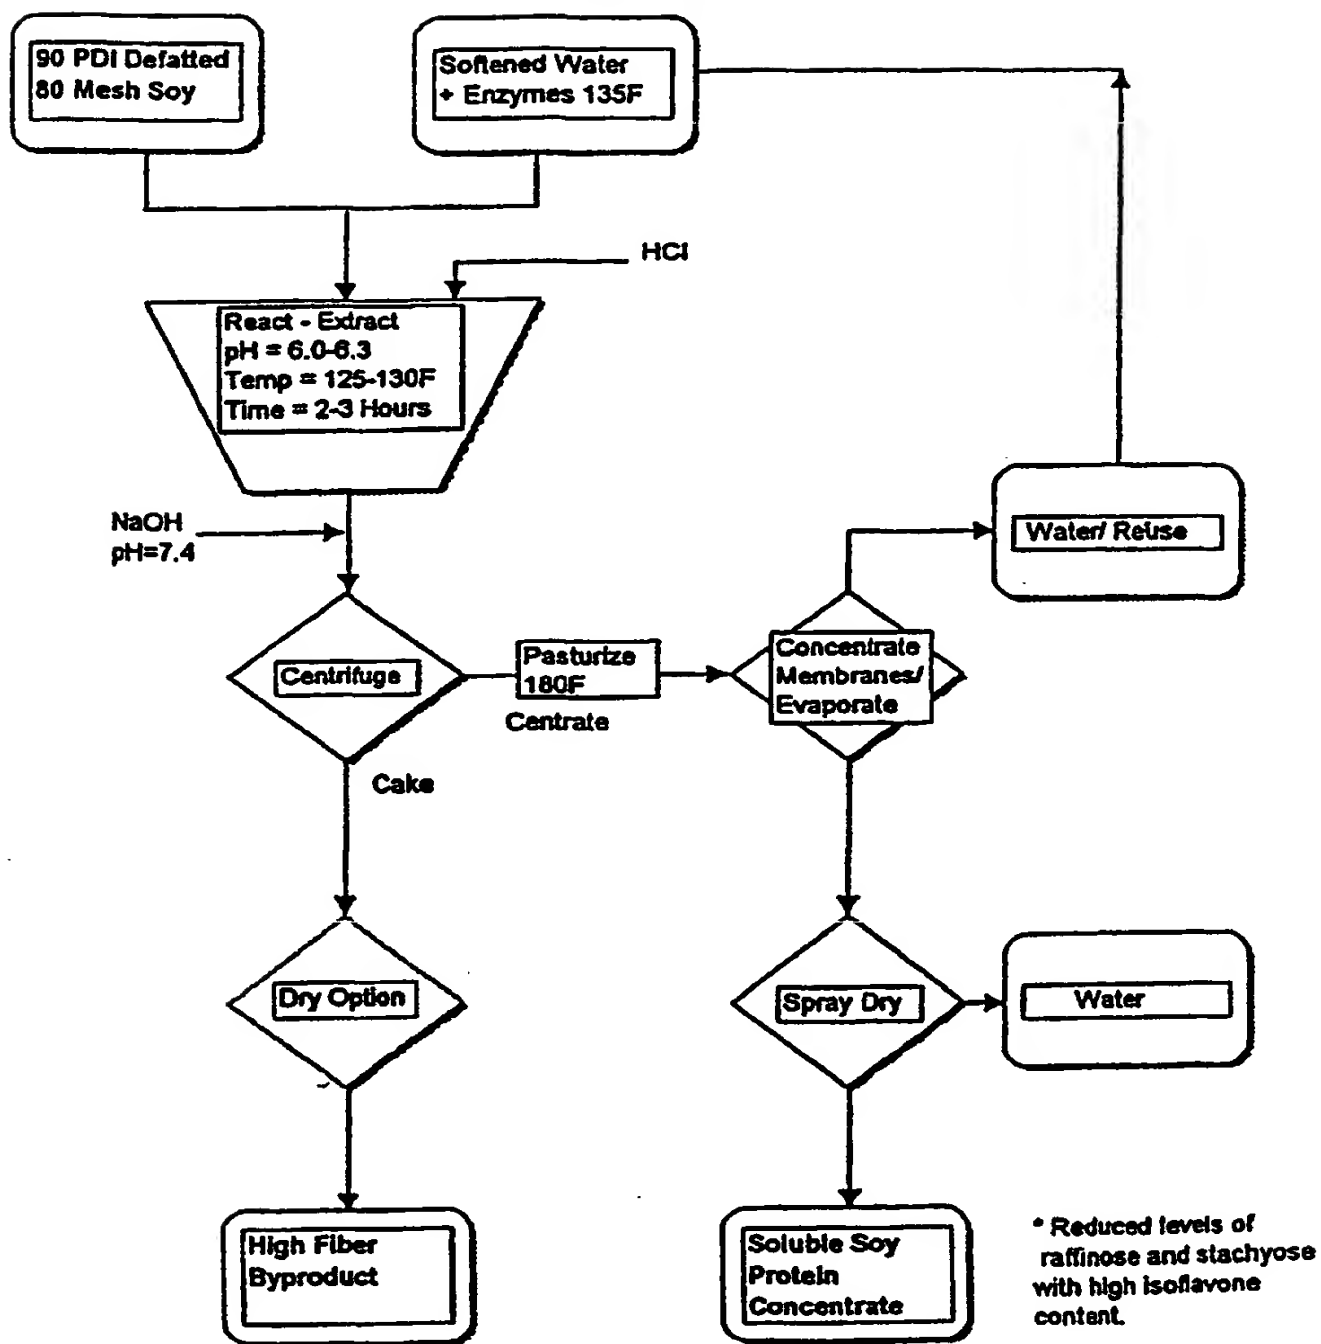 90 PDI Defatted
80 Mesh Soy
Softened Water
+ Enzymes 135F
HCl
React - Extract
pH = 6.0-6.3
Temp = 125-130F
Time = 2-3 Hours
NaOH
pH=7.4
Water/ Reuse
Centrifuge
Pasturize
180F
Centrate
Concentrate
Membranes/
Evaporate
Cake
Dry Option
Spray Dry
Water
High Fiber
Byproduct
Soluble Soy
Protein
Concentrate
* Reduced levels of
raffinose and stachyose
with high isoflavone
content.